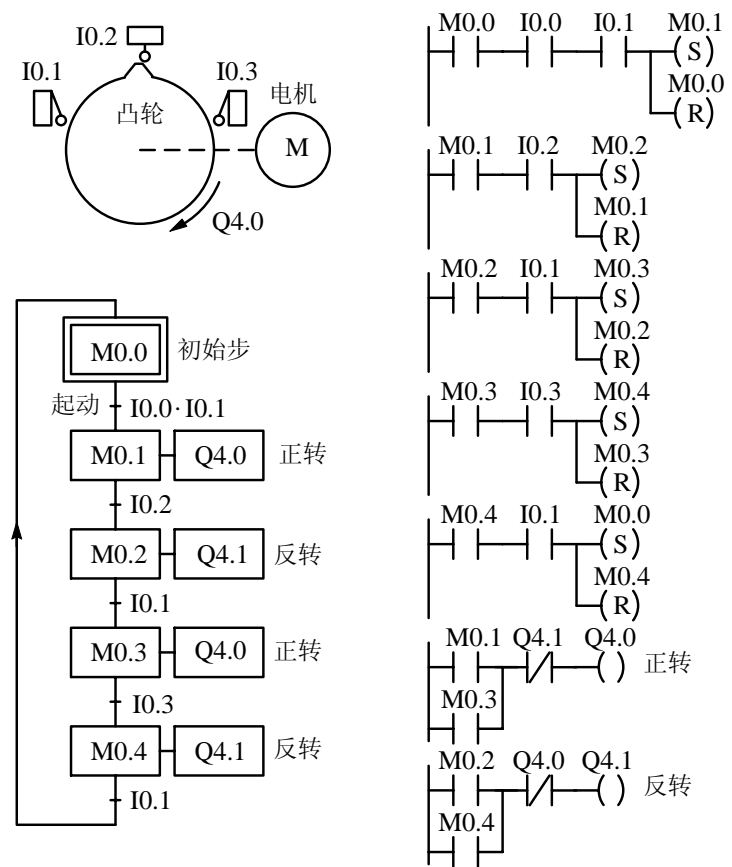 I0.2
I0.1
I0.3
凸轮
电机
M
Q4.0
M0.0 初始步
起动 I0.0·I0.1
M0.1 Q4.0 正转
I0.2
M0.2 Q4.1 反转
I0.1
M0.3 Q4.0 正转
I0.3
M0.4 Q4.1 反转
I0.1
M0.0 I0.0 I0.1 M0.1
S
M0.0
R
M0.1 I0.2 M0.2
S
M0.1
R
M0.2 I0.1 M0.3
S
M0.2
R
M0.3 I0.3 M0.4
S
M0.3
R
M0.4 I0.1 M0.0
S
M0.4
R
M0.1 Q4.1 Q4.0
正转
M0.3
M0.2 Q4.0 Q4.1
反转
M0.4